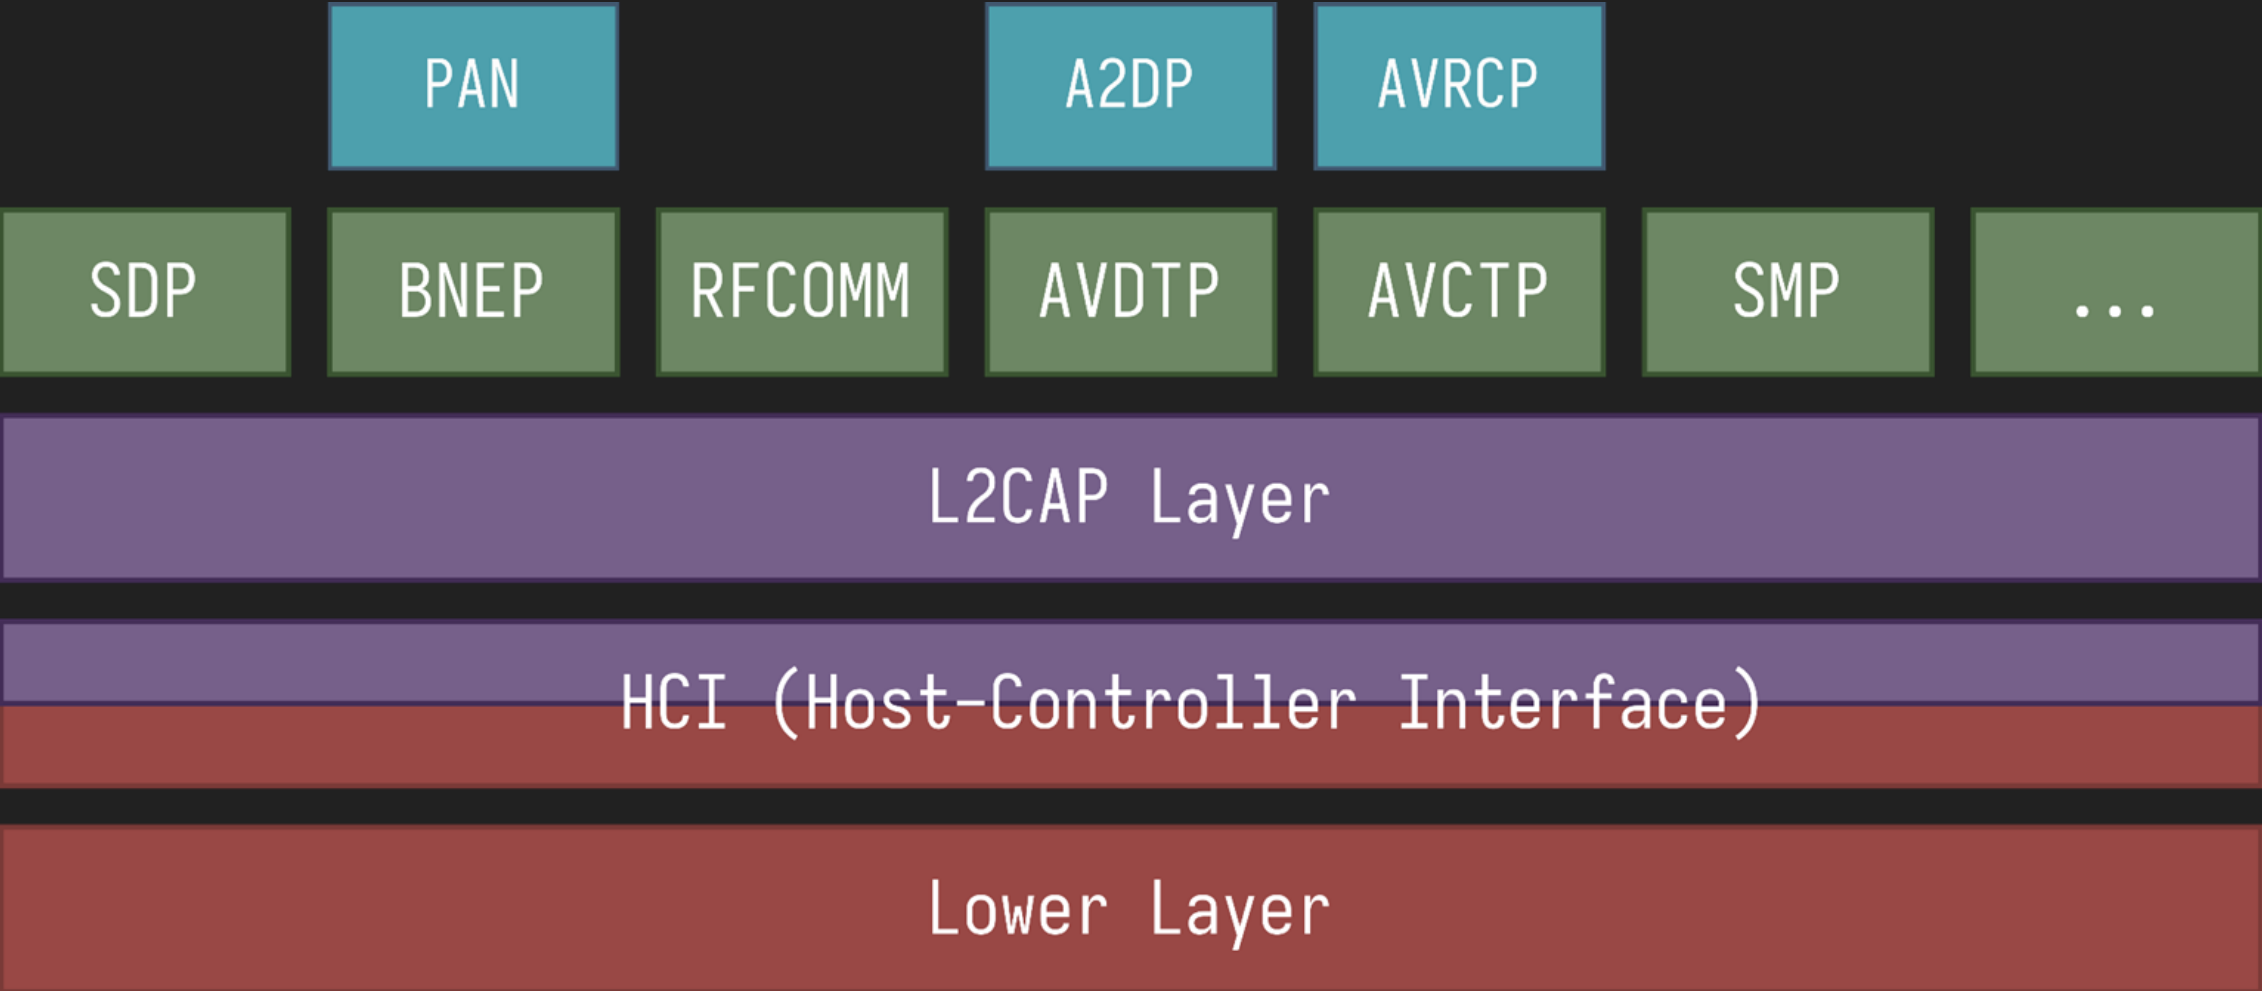 PAN A2DP AVRCP
SDP BNEP RFCOMM AVDTP AVCTP SMP ...
L2CAP Layer
HCI (Host-Controller Interface)
Lower Layer